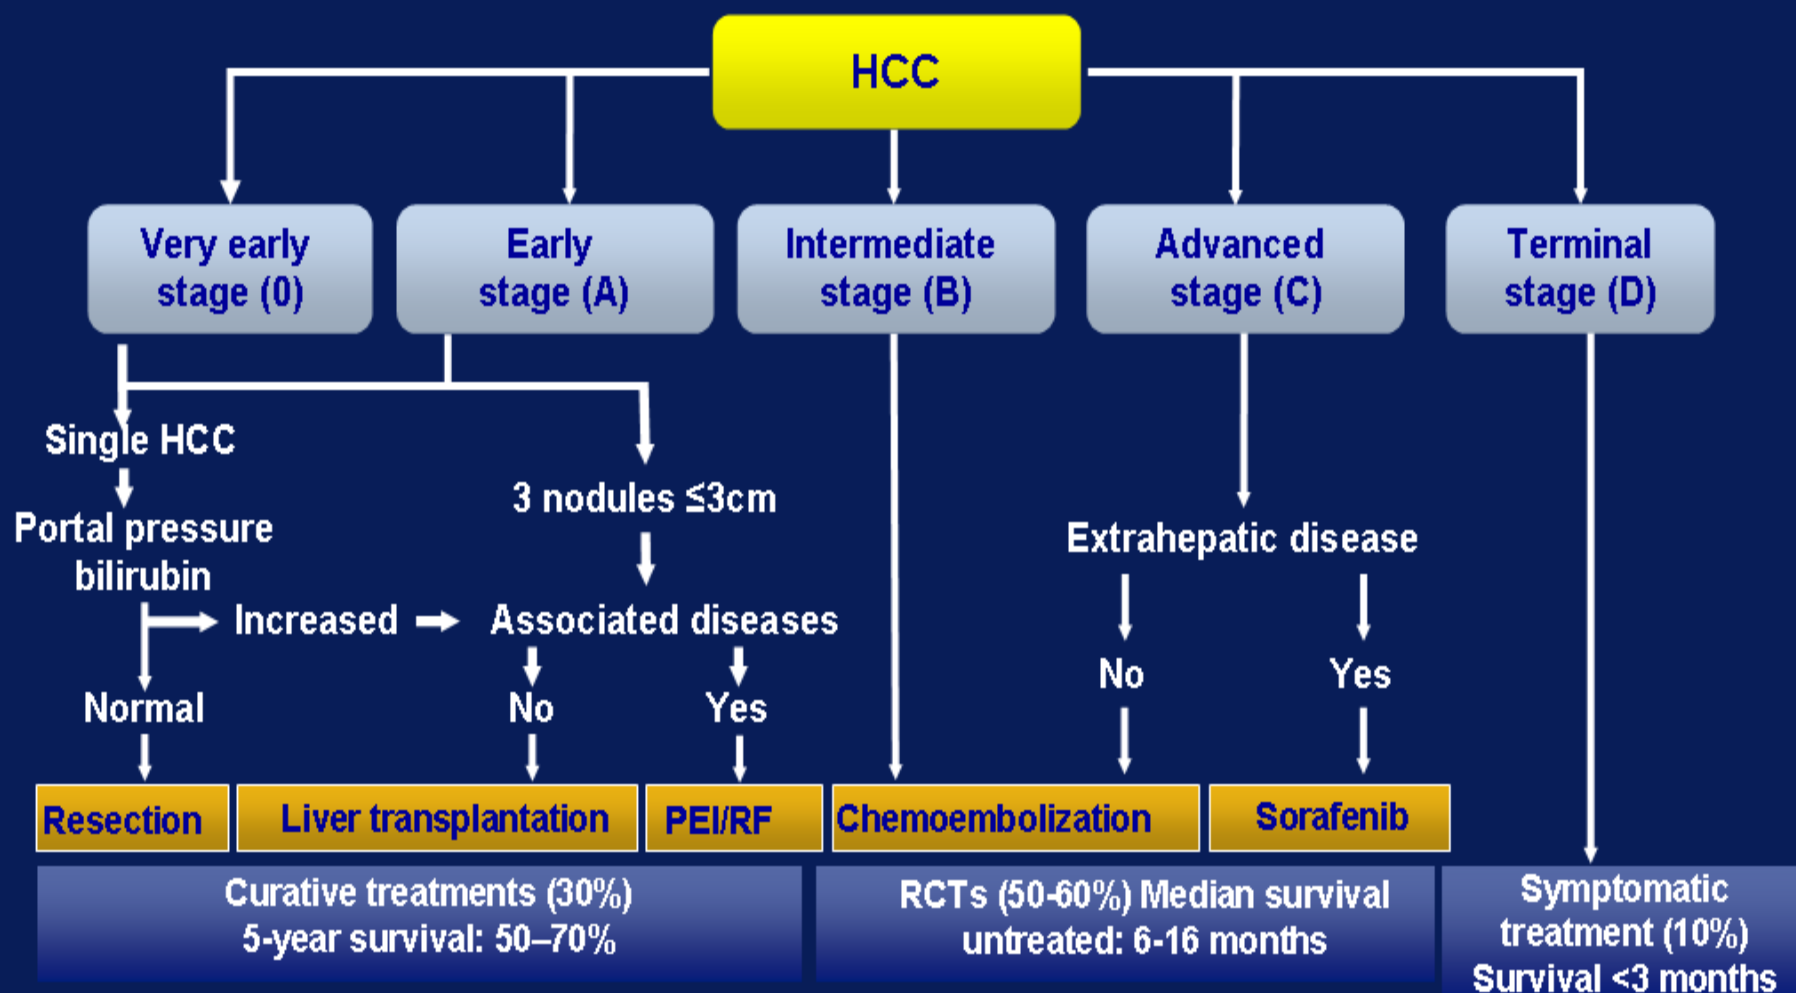 HCC
Very early
stage (0)
Early
stage (A)
Intermediate
stage (B)
Advanced
stage (C)
Terminal
stage (D)
Single HCC
Portal pressure
bilirubin
3 nodules ≤3cm
Increased
Associated diseases
Normal
No
Yes
Extrahepatic disease
No
Yes
Resection
Liver transplantation
PEI/RF
Chemoembolization
Sorafenib
Curative treatments (30%)
5-year survival: 50–70%
RCTs (50-60%) Median survival
untreated: 6-16 months
Symptomatic
treatment (10%)
Survival <3 months